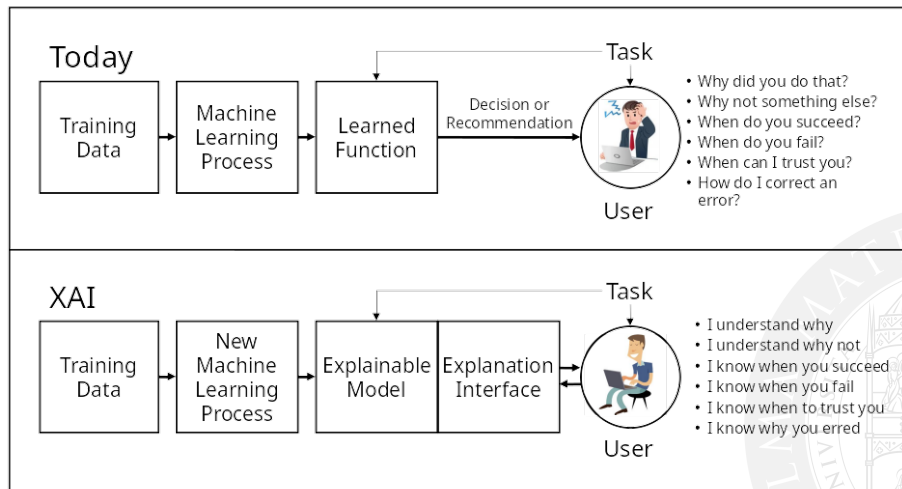 Today
Task
Training
Data
Machine
Learning
Process
Learned
Function
Decision or
Recommendation
User
• Why did you do that?
• Why not something else?
• When do you succeed?
• When do you fail?
• When can I trust you?
• How do I correct an
error?
XAI
Task
Training
Data
New
Machine
Learning
Process
Explainable
Model
Explanation
Interface
User
• I understand why
• I understand why not
• I know when you succeed
• I know when you fail
• I know when to trust you
• I know why you erred